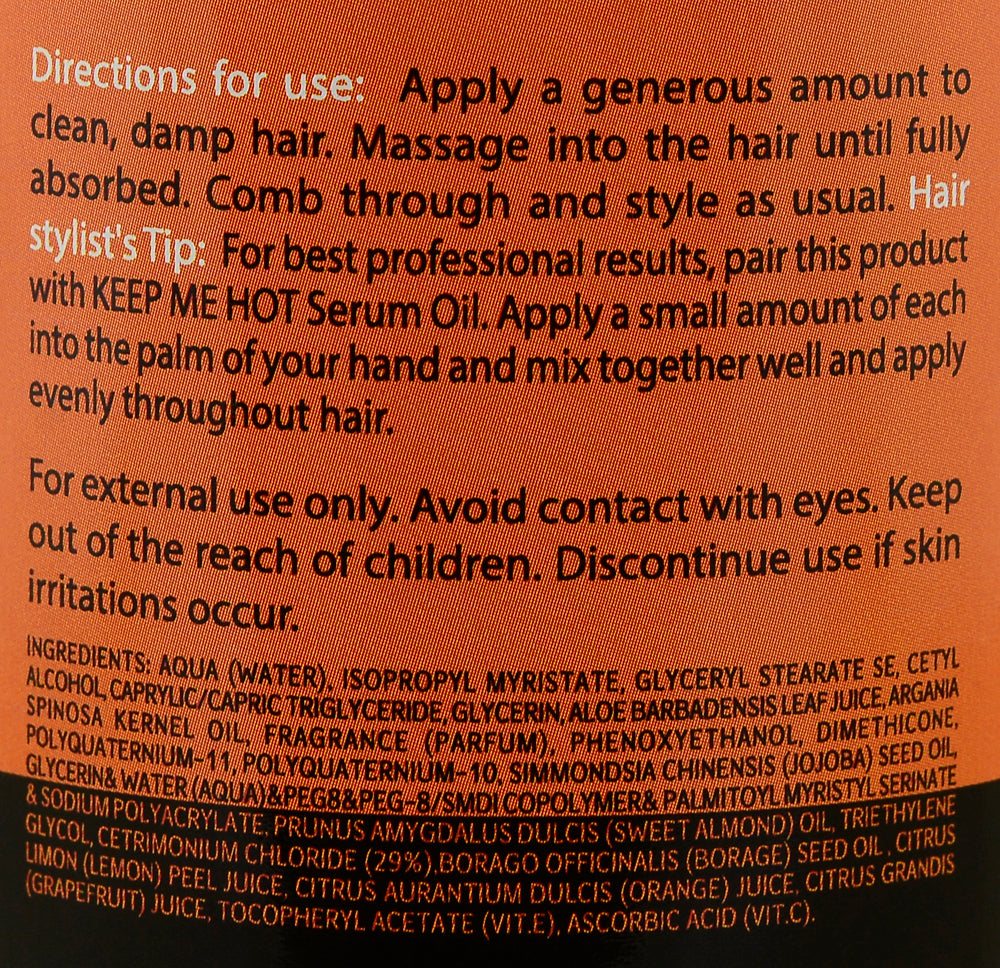 Directions for use: Apply a generous amount to
clean, damp hair. Massage into the hair until fully
absorbed. Comb through and style as usual. Hair
stylist's Tip: For best professional results, pair this product
with KEEP ME HOT Serum Oil. Apply a small amount of each
into the palm of your hand and mix together well and apply
evenly throughout hair.
For external use only. Avoid contact with eyes. Keep
out of the reach of children. Discontinue use if skin
irritations occur.
INGREDIENTS: AQUA (WATER), ISOPROPYL MYRISTATE, GLYCERYL STEARATE SE, CETYL
ALCOHOL, CAPRYLIC/CAPRIC TRIGLYCERIDE, GLYCERIN, ALOE BARBADENSIS LEAF JUICE, ARGANIA
SPINOSA KERNEL OIL, FRAGRANCE (PARFUM), PHENOXYETHANOL, DIMETHICONE,
POLYQUATERNIUM-11, POLYQUATERNIUM-10, SIMMONDSIA CHINENSIS (JOJOBA) SEED OIL,
GLYCERIN& WATER (AQUA)&PEG8&PEG-8/SMDI COPOLYMER& PALMITOYL MYRISTYL SERINATE
& SODIUM POLYACRYLATE, PRUNUS AMYGDALUS DULCIS (SWEET ALMOND) OIL, TRIETHYLENE
GLYCOL, CETRIMONIUM CHLORIDE (29%),BORAGO OFFICINALIS (BORAGE) SEED OIL , CITRUS
LIMON (LEMON) PEEL JUICE, CITRUS AURANTIUM DULCIS (ORANGE) JUICE, CITRUS GRANDIS
(GRAPEFRUIT) JUICE, TOCOPHERYL ACETATE (VIT.E), ASCORBIC ACID (VIT.C).